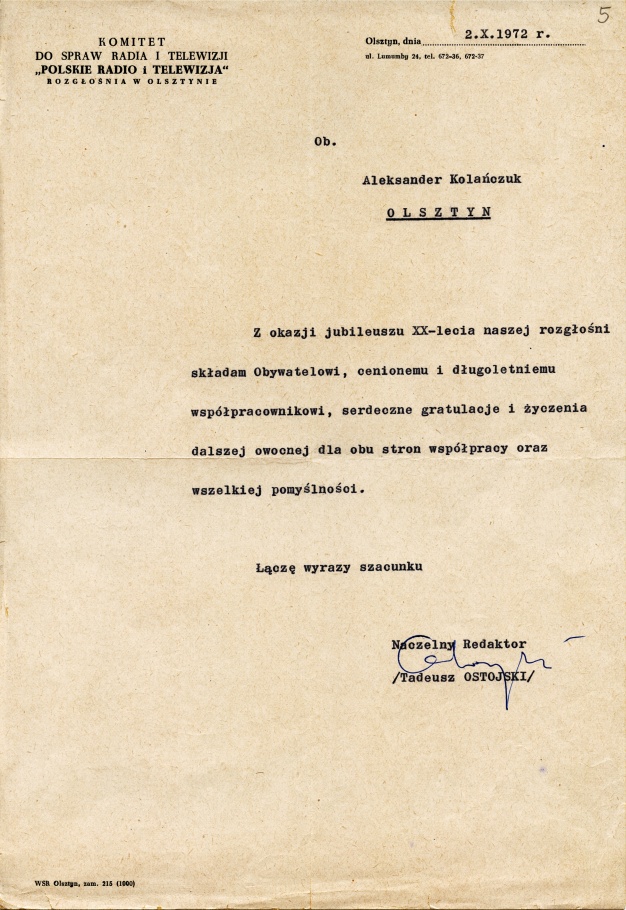 5
KOMITET
DO SPRAW RADIA I TELEWIZJI
„POLSKIE RADIO i TELEWIZJA"
ROZGŁOŚNIA W OLSZTYNIE
Olsztyn, dnia 2.X.1972 r.
ul. Lumumby 24, tel. 672-36, 672-37
Ob.
Aleksander Kolańczuk
OLSZTYN
Z okazji jubileuszu XX-lecia naszej rozgłośni
składam Obywatelowi, cenionemu i długoletniemu
współpracownikowi, serdeczne gratulacje i życzenia
dalszej owocnej dla obu stron współpracy oraz
wszelkiej pomyślności.
Łączę wyrazy szacunku
Naczelny Redaktor
/Tadeusz OSTOJSKI/
WSR Olsztyn, zam. 215 (1000)